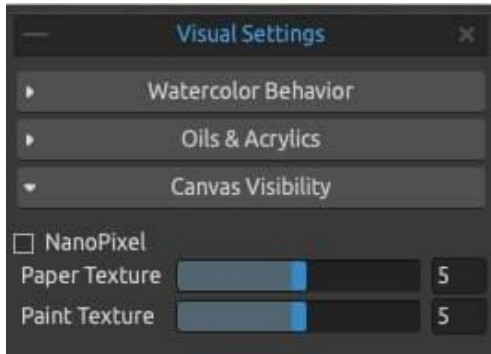 Visual Settings
Watercolor Behavior
Oils & Acrylics
Canvas Visibility
NanoPixel
Paper Texture 5
Paint Texture 5